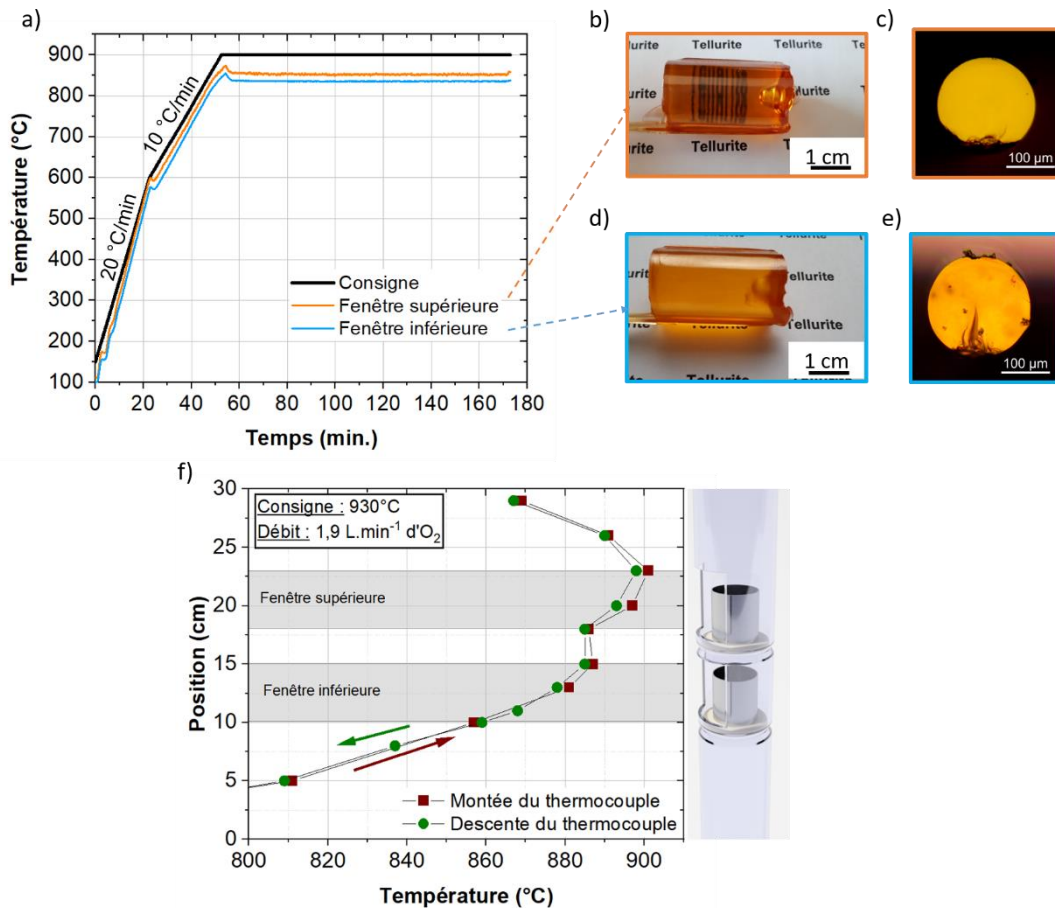 a)
Température (°C)
900
800
700
600
500
400
300
200
100
20 °C/min
10 °C/min
Consigne
Fenêtre supérieure
Fenêtre inférieure
0 20 40 60 80 100 120 140 160 180
Temps (min.)
b)
Tellurite Tellurite
Tellurite
1 cm
c)
100 µm
d)
Tellurite
Tellurite
Tellurite
1 cm
e)
100 µm
f)
Position (cm)
30
25
20
15
10
5
0
Consigne : 930°C
Débit : 1,9 L.min⁻¹ d'O₂
Fenêtre supérieure
Fenêtre inférieure
Montée du thermocouple
Descente du thermocouple
800 820 840 860 880 900
Température (°C)